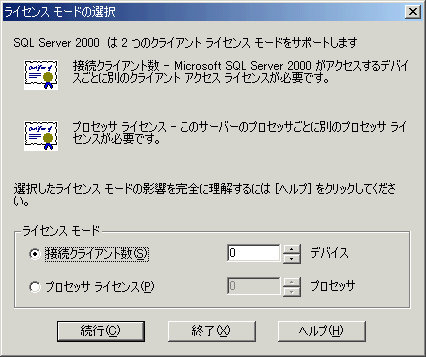 ライセンス モードの選択
SQL Server 2000 は 2 つのクライアント ライセンス モードをサポートします
接続クライアント数 - Microsoft SQL Server 2000 がアクセスするデバイ
スごとに別のクライアント アクセス ライセンスが必要です。
プロセッサ ライセンス - このサーバーのプロセッサごとに別のプロセッサ ライ
センスが必要です。
選択したライセンス モードの影響を完全に理解するには [ヘルプ] をクリックしてくださ
い。
ライセンス モード
接続クライアント数(S) 0 デバイス
プロセッサ ライセンス(P) 0 プロセッサ
続行(C) 終了(X) ヘルプ(H)